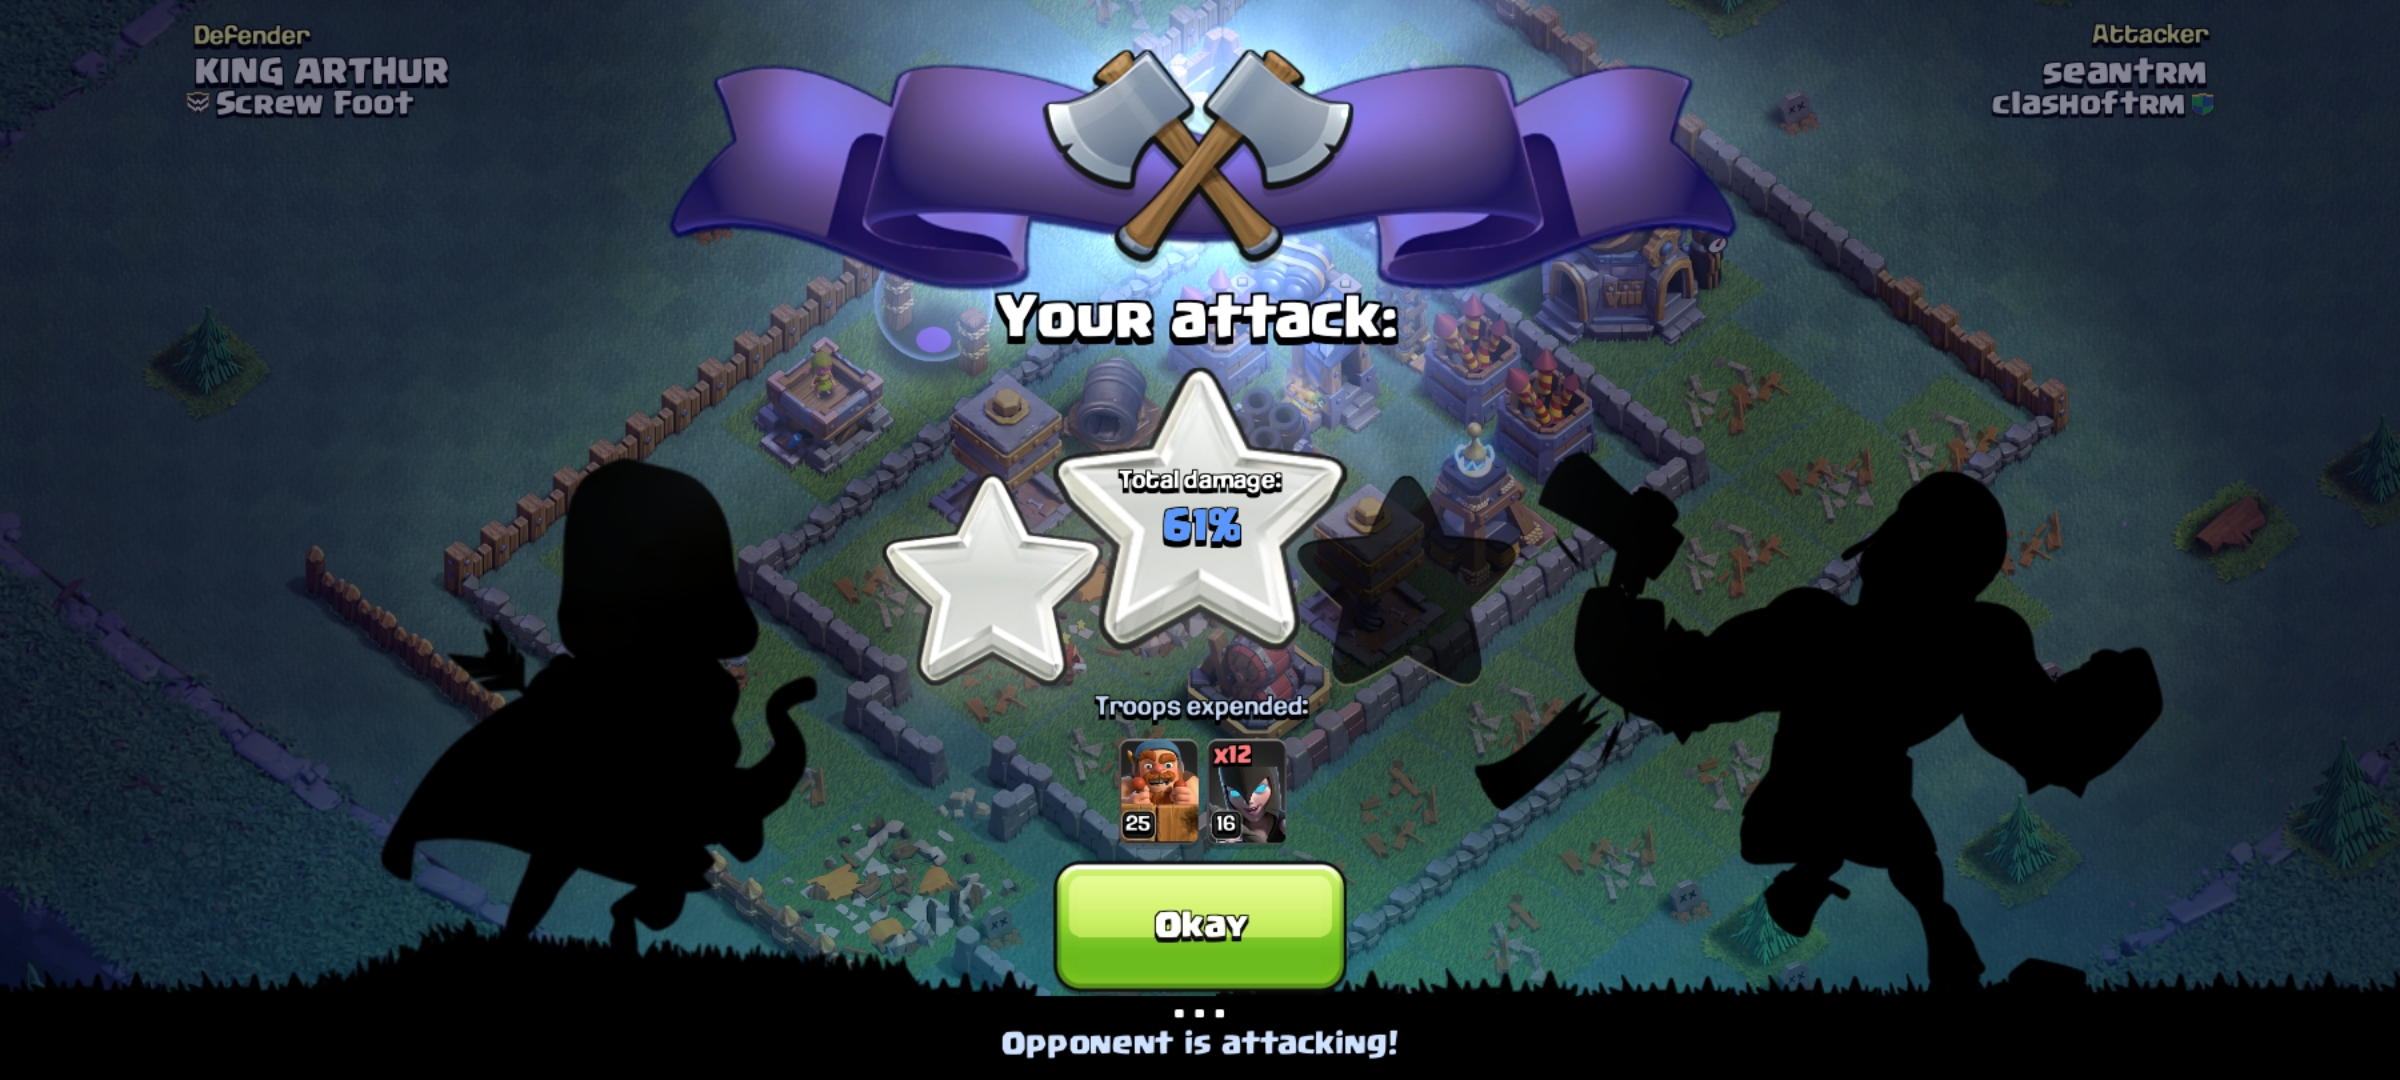 Defender
KING ARTHUR
Screw Foot
Attacker
seantrm
clashoftrm
VIII
Your attack:
Total damage:
61%
Troops expended:
25
x12
16
Okay
...
Opponent is attacking!